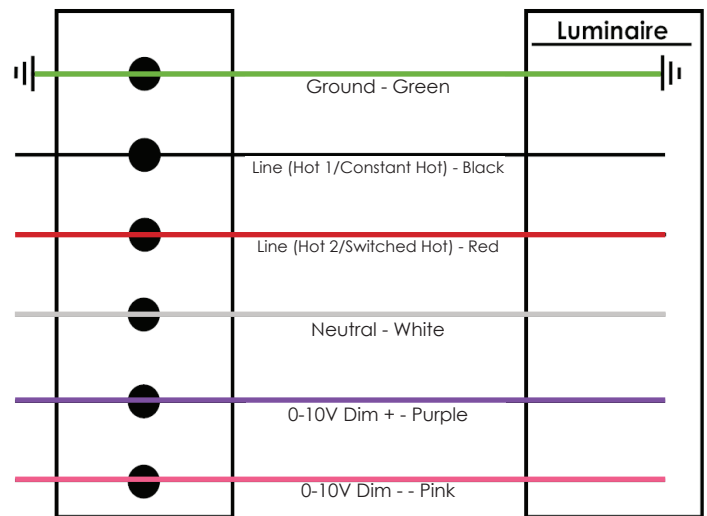 Luminaire
Ground - Green
Line (Hot 1/Constant Hot) - Black
Line (Hot 2/Switched Hot) - Red
Neutral - White
0-10V Dim + - Purple
0-10V Dim - - Pink